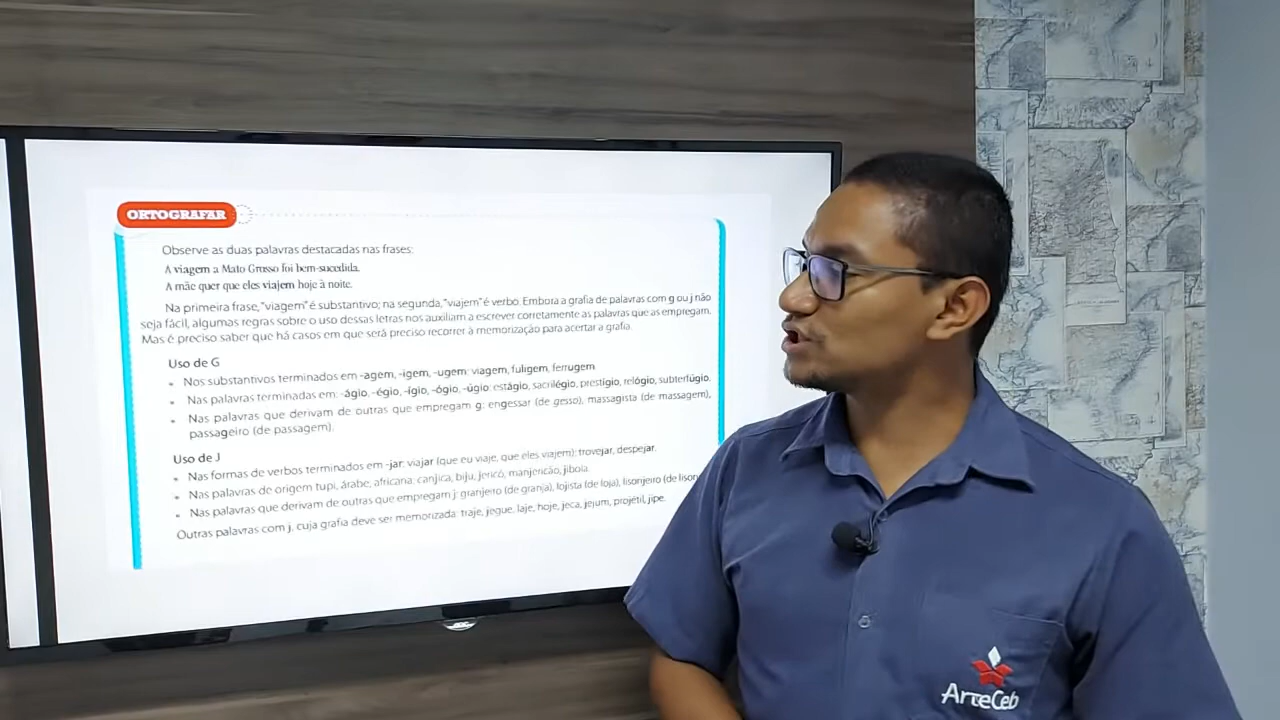 ORTOGRAFAR
Observe as duas palavras destacadas nas frases:
A viagem a Mato Grosso foi bem-sucedida.
A mãe quer que eles viajem hoje à noite.
Na primeira frase, "viagem" é substantivo; na segunda, "viajem" é verbo. Embora a grafia de palavras com g ou j não
seja fácil, algumas regras sobre o uso dessas letras nos auxiliam a escrever corretamente as palavras que as empregam.
Mas é preciso saber que há casos em que será preciso recorrer à memorização para acertar a grafia.
Uso de G
• Nos substantivos terminados em -agem, -igem, -ugem: viagem, fuligem, ferrugem
• Nas palavras terminadas em: -ágio, -égio, -ígio, -ógio, -úgio: estágio, sacrilégio, prestígio, relógio, subterfúgio.
• Nas palavras que derivam de outras que empregam g: engessar (de gesso), massagista (de massagem),
passageiro (de passagem).
Uso de J
• Nas formas de verbos terminados em -jar: viajar (que eu viaje, que eles viajem); trovejar, despejar.
• Nas palavras de origem tupi, árabe, africana: canjica, biju, jericó, manjericão, jiboia.
• Nas palavras que derivam de outras que empregam j: granjeiro (de granja), lojista (de loja), lisonjeiro (de lison
Outras palavras com j, cuja grafia deve ser memorizada: traje, jegue, laje, hoje, jeca, jejum, projétil, jipe.
ArteCeb